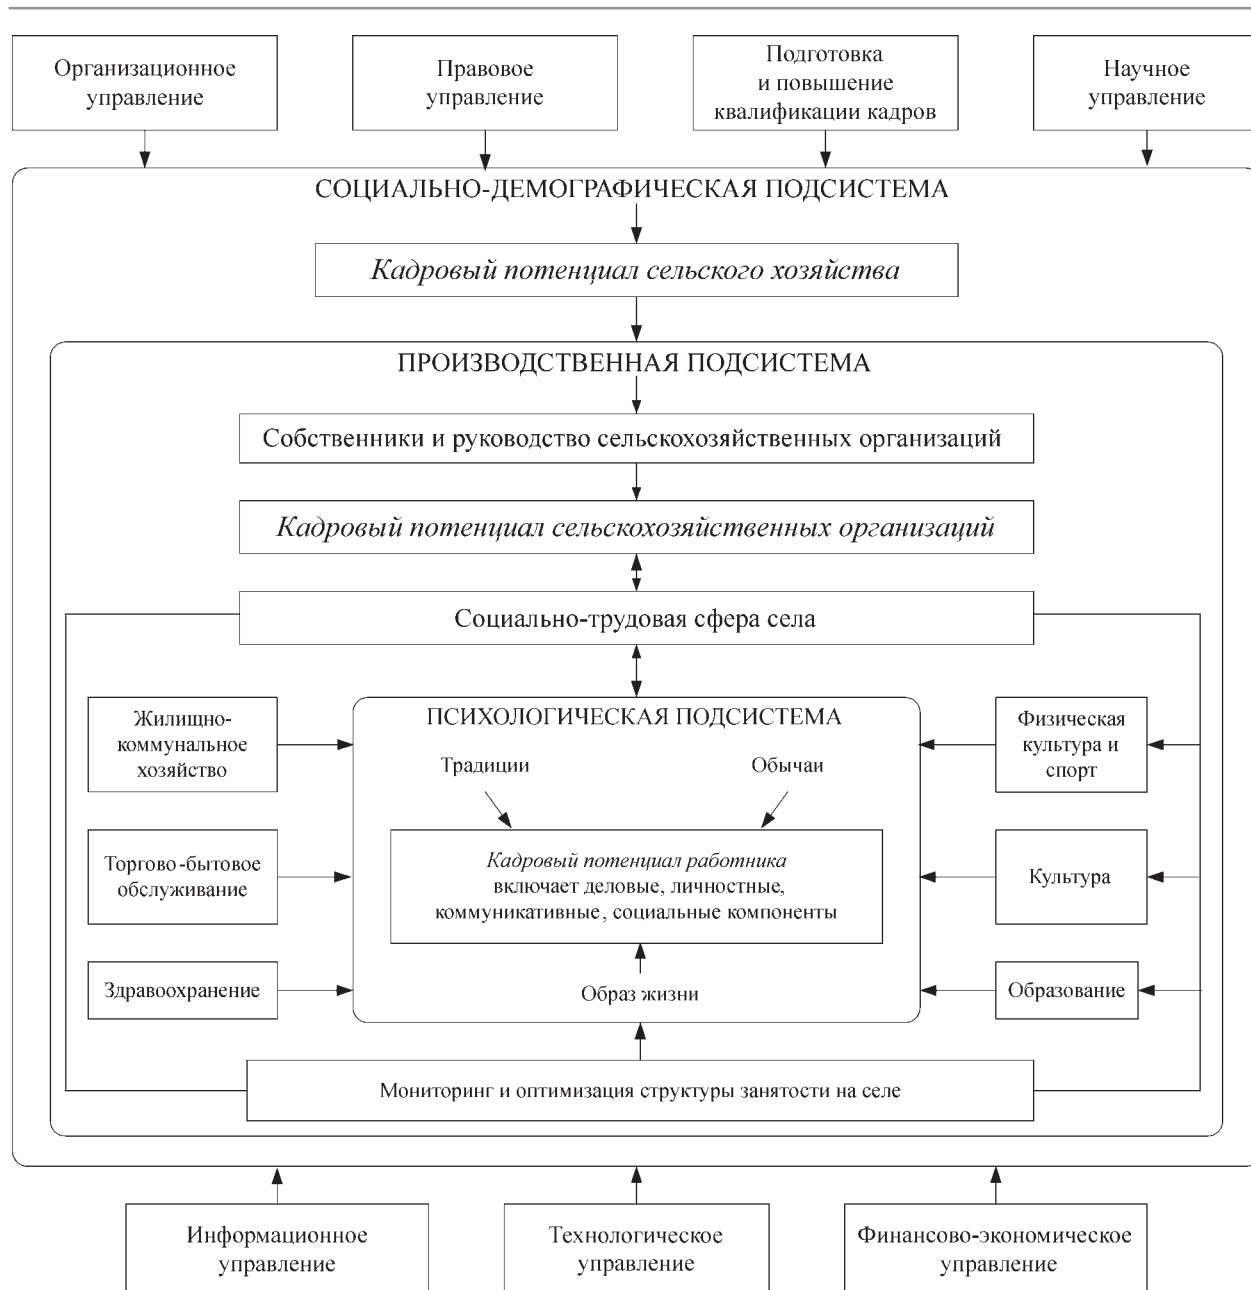 Организационное
управление
Правовое
управление
Подготовка
и повышение
квалификации кадров
Научное
управление
СОЦИАЛЬНО-ДЕМОГРАФИЧЕСКАЯ ПОДСИСТЕМА
Кадровый потенциал сельского хозяйства
ПРОИЗВОДСТВЕННАЯ ПОДСИСТЕМА
Собственники и руководство сельскохозяйственных организаций
Кадровый потенциал сельскохозяйственных организаций
Социально-трудовая сфера села
Жилищно-
коммунальное
хозяйство
Торгово-бытовое
обслуживание
Здравоохранение
ПСИХОЛОГИЧЕСКАЯ ПОДСИСТЕМА
Традиции
Обычаи
Кадровый потенциал работника
включает деловые, личностные,
коммуникативные, социальные компоненты
Образ жизни
Физическая
культура и
спорт
Культура
Образование
Мониторинг и оптимизация структуры занятости на селе
Информационное
управление
Технологическое
управление
Финансово-экономическое
управление